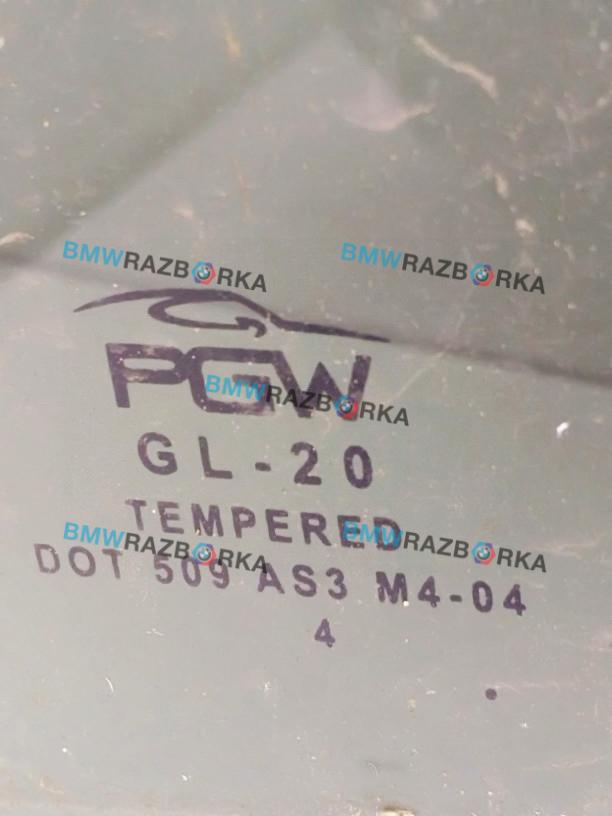 BMWRAZBORKA BMWRAZBORKA
PGW
BMWRAZBORKA
GL-20
TEMPERED
BMWRAZBORKA BMWRAZBORKA
DOT 509 AS3 M4-04
4